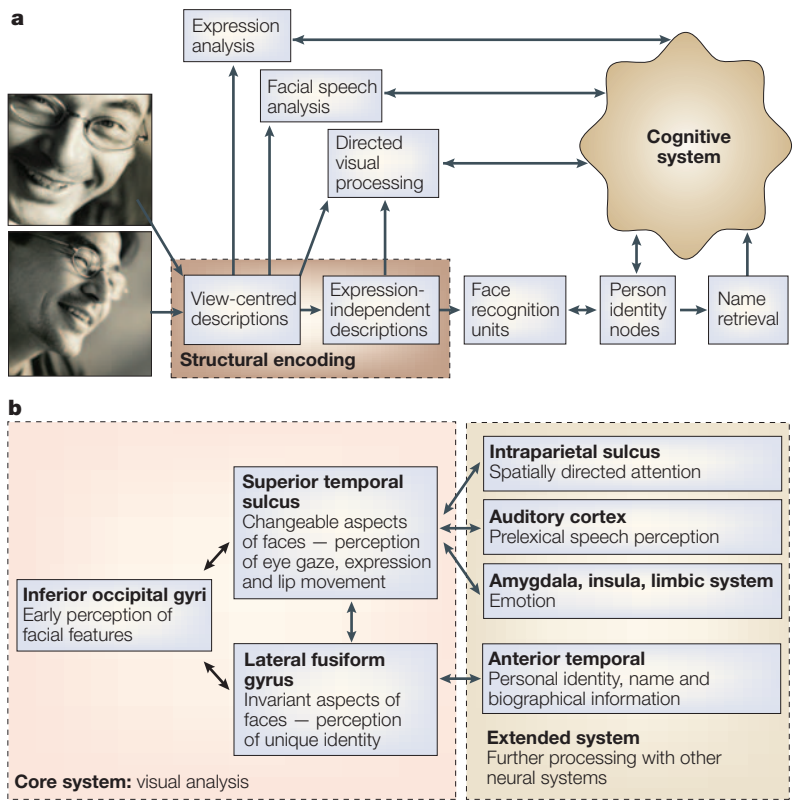 a
Expression
analysis
Facial speech
analysis
Directed
visual
processing
Cognitive
system
View-centred
descriptions
Expression-
independent
descriptions
Face
recognition
units
Person
identity
nodes
Name
retrieval
Structural encoding
b
Inferior occipital gyri
Early perception of
facial features
Superior temporal
sulcus
Changeable aspects
of faces — perception
of eye gaze, expression
and lip movement
Lateral fusiform
gyrus
Invariant aspects of
faces — perception
of unique identity
Core system: visual analysis
Intraparietal sulcus
Spatially directed attention
Auditory cortex
Prelexical speech perception
Amygdala, insula, limbic system
Emotion
Anterior temporal
Personal identity, name and
biographical information
Extended system
Further processing with other
neural systems